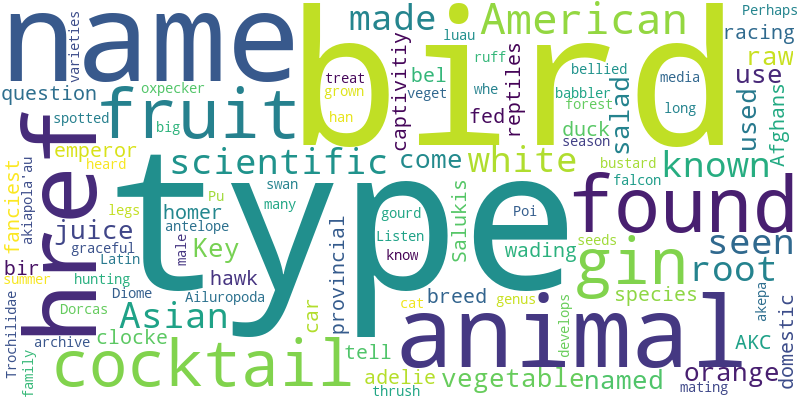 name
bird
type
animal
found
href
fruit
cocktail
gin
American
made
luau
ruff
Perhaps
racing
varieties
treat
grown
han
veget
bel
whe
captivitiy
reptiles
bellied
babbler
forest
media
long
raw
use
Afghans
used
salad
question
oxpecker
spotted
big
emperor
heard
fanciest
akiapola'au
scientific
come
fed
white
duck
season
known
bustard
falcon
juice
legs
Pu
homer
antelope
swan
many
graceful
Latin
male
Key
gourd
Listen
know
Salukis
Poi
wading
seeds
seen
root
bir
summer
hunting
Diome
hawk
Ailuropoda
provincial
car
cat
breed
genus
species
akepa
domestic
Trochilidae
Dorcas
archive
Asian
clocke
tell
develops
AKC
family
adelie
thrush
vegetable
named
orange
mating